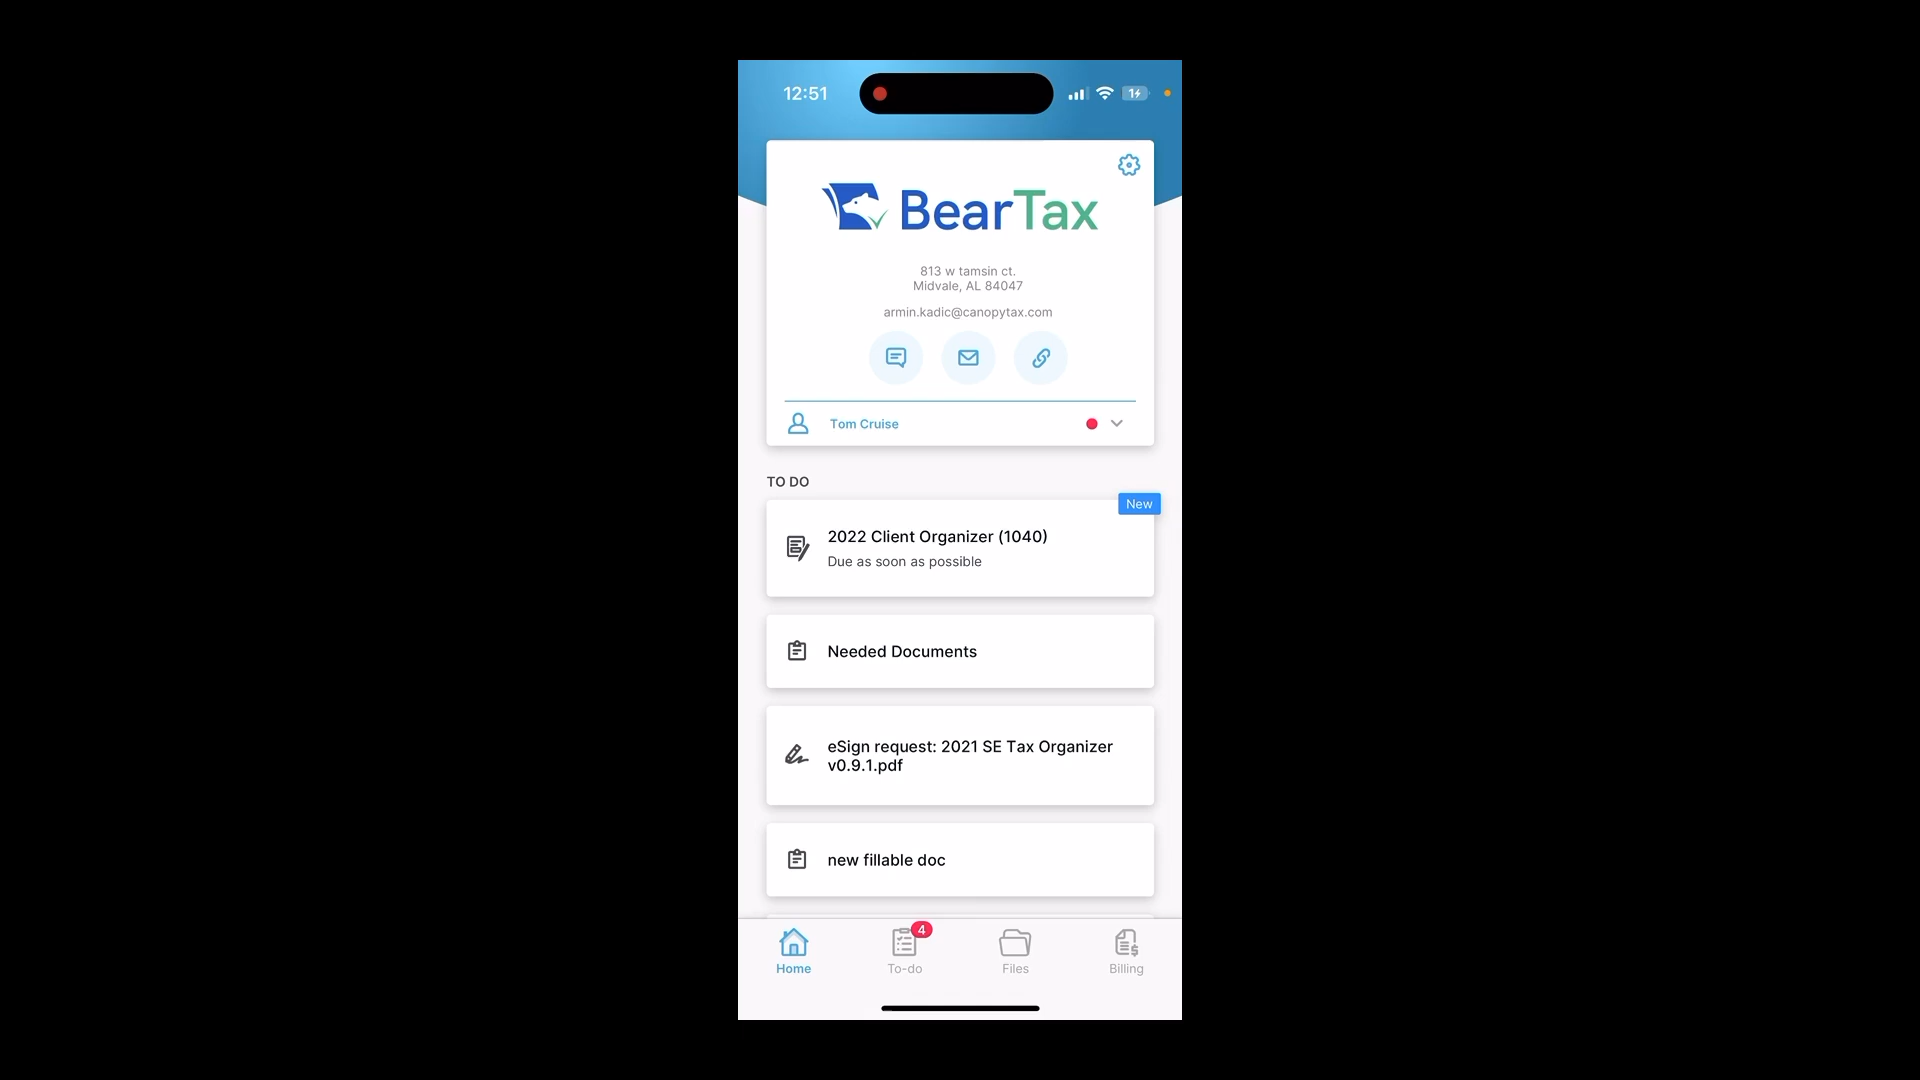 12:51
1
BearTax
813 w tamsin ct.
Midvale, AL 84047
armin.kadic@canopytax.com
Tom Cruise
TO DO
New
2022 Client Organizer (1040)
Due as soon as possible
Needed Documents
eSign request: 2021 SE Tax Organizer
v0.9.1.pdf
new fillable doc
4
Home
To-do
Files
Billing